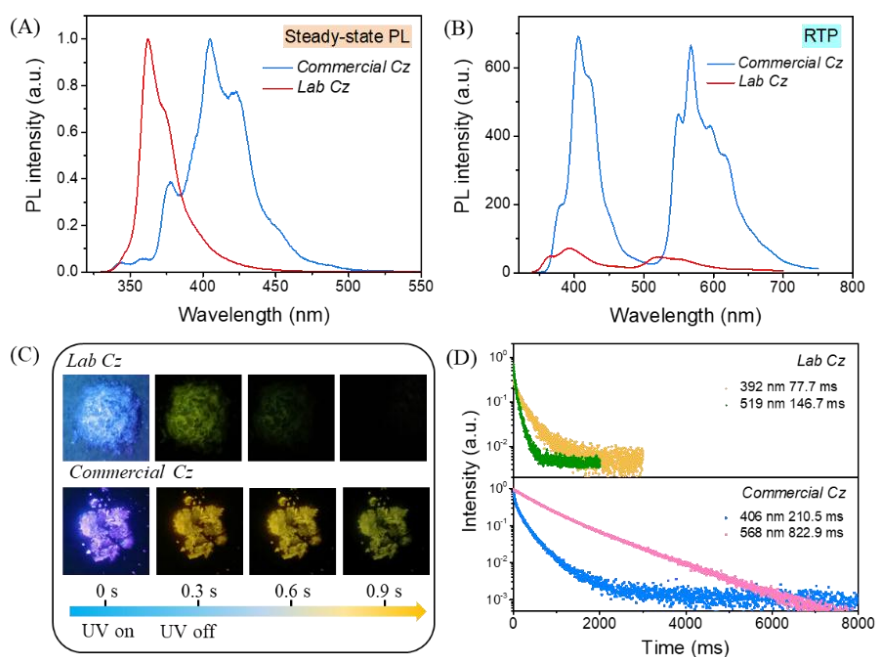 (A)
Steady-state PL
Commercial Cz
Lab Cz
PL intensity (a.u.)
1.0
0.8
0.6
0.4
0.2
0.0
350
400
450
500
550
Wavelength (nm)
(B)
RTP
Commercial Cz
Lab Cz
PL intensity (a.u.)
600
400
200
0
400
500
600
700
800
Wavelength (nm)
(C)
Lab Cz
Commercial Cz
0 s
0.3 s
0.6 s
0.9 s
UV on
UV off
(D)
Lab Cz
392 nm 77.7 ms
519 nm 146.7 ms
10⁰
10⁻¹
10⁻²
Intensity (a.u.)
Commercial Cz
406 nm 210.5 ms
568 nm 822.9 ms
10⁰
10⁻¹
10⁻²
10⁻³
0
2000
4000
6000
8000
Time (ms)